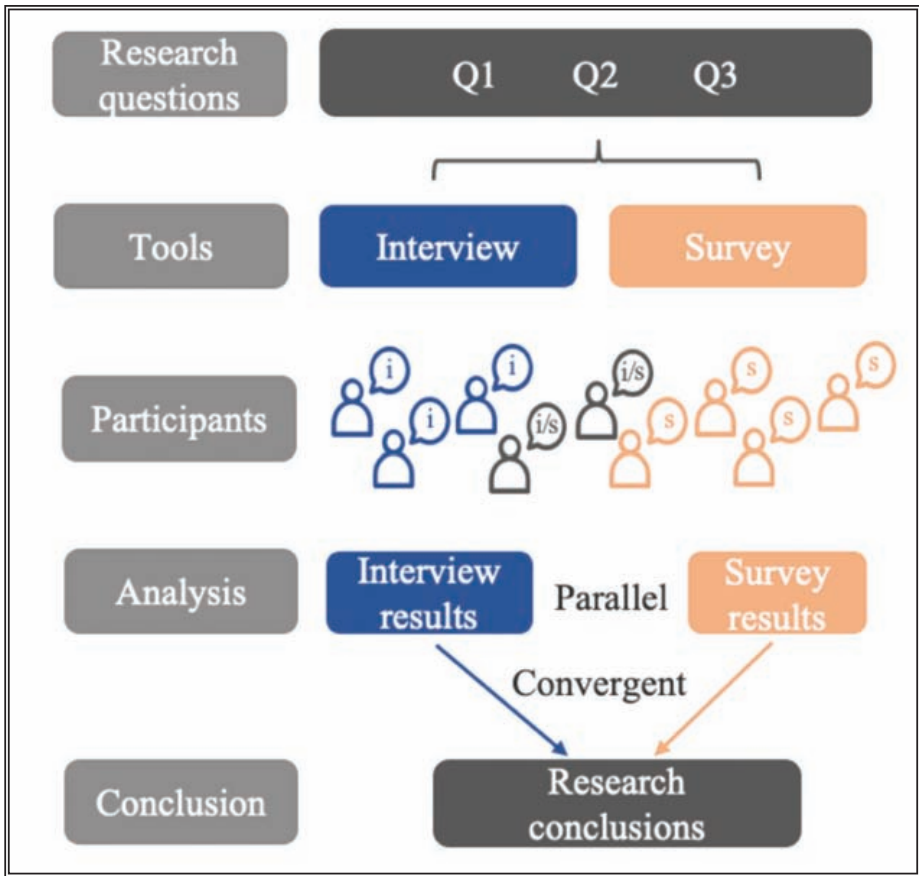 Research
questions
Q1 Q2 Q3
Tools
Interview
Survey
Participants
i
i
i/s
s
s
i
i/s
s
s
Analysis
Interview
results
Parallel
Survey
results
Convergent
Conclusion
Research
conclusions